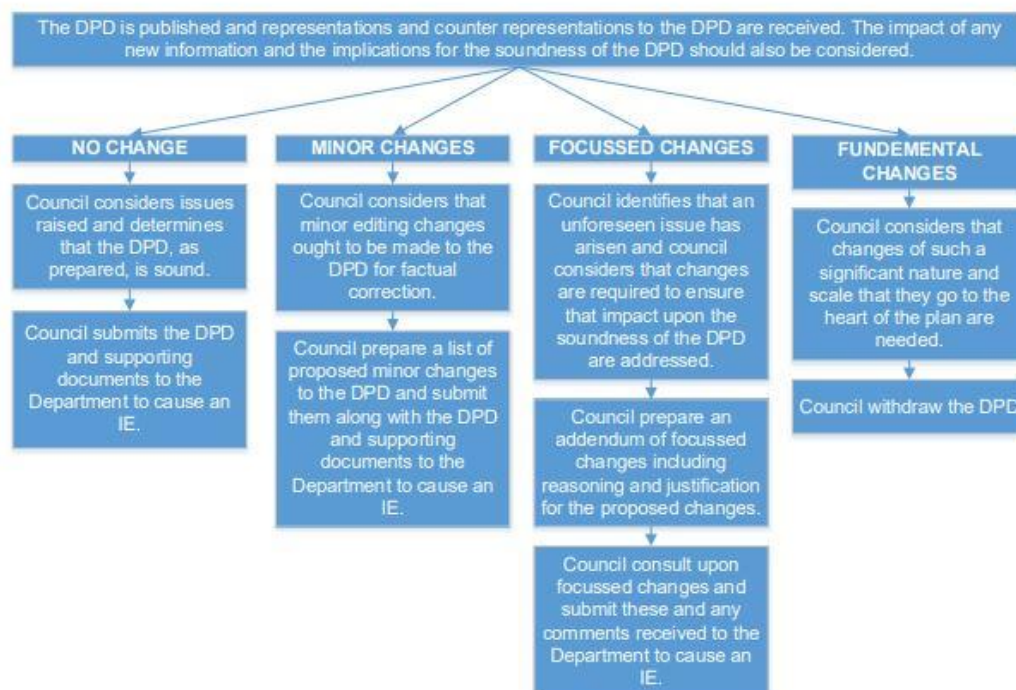 The DPD is published and representations and counter representations to the DPD are received. The impact of any
new information and the implications for the soundness of the DPD should also be considered.
NO CHANGE
Council considers issues
raised and determines
that the DPD, as
prepared, is sound.
Council submits the DPD
and supporting
documents to the
Department to cause an
IE.
MINOR CHANGES
Council considers that
minor editing changes
ought to be made to
the DPD for factual
correction.
Council prepare a list of
proposed minor changes
to the DPD and submit
them along with the DPD
and supporting
documents to the
Department to cause an
IE.
FOCUSSED CHANGES
Council identifies that an
unforeseen issue has
arisen and council
considers that changes
are required to ensure
that impact upon the
soundness of the DPD
are addressed.
Council prepare an
addendum of focussed
changes including
reasoning and justification
for the proposed changes.
Council consult upon
focussed changes and
submit these and any
comments received to the
Department to cause an
IE.
FUNDEMENTAL
CHANGES
Council considers that
changes of such a
significant nature and
scale that they go to the
heart of the plan are
needed.
Council withdraw the DPD